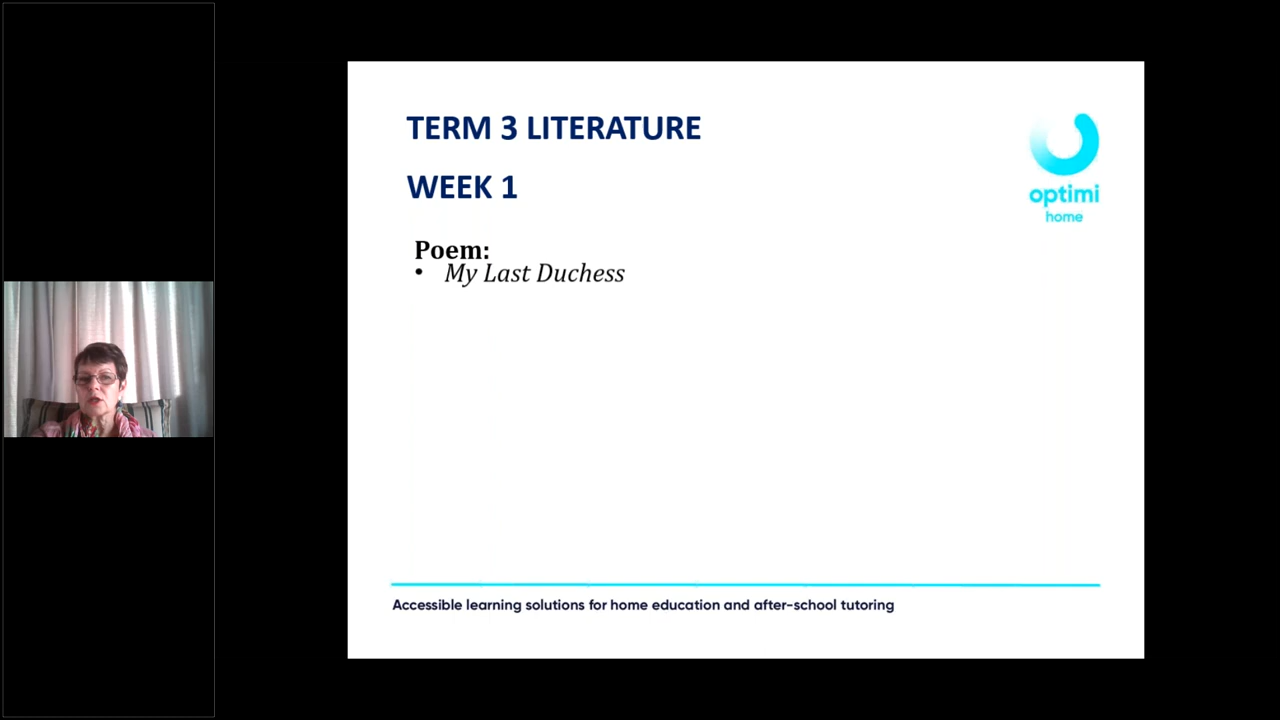 TERM 3 LITERATURE
WEEK 1
optimi
home
Poem:
• My Last Duchess
Accessible learning solutions for home education and after-school tutoring